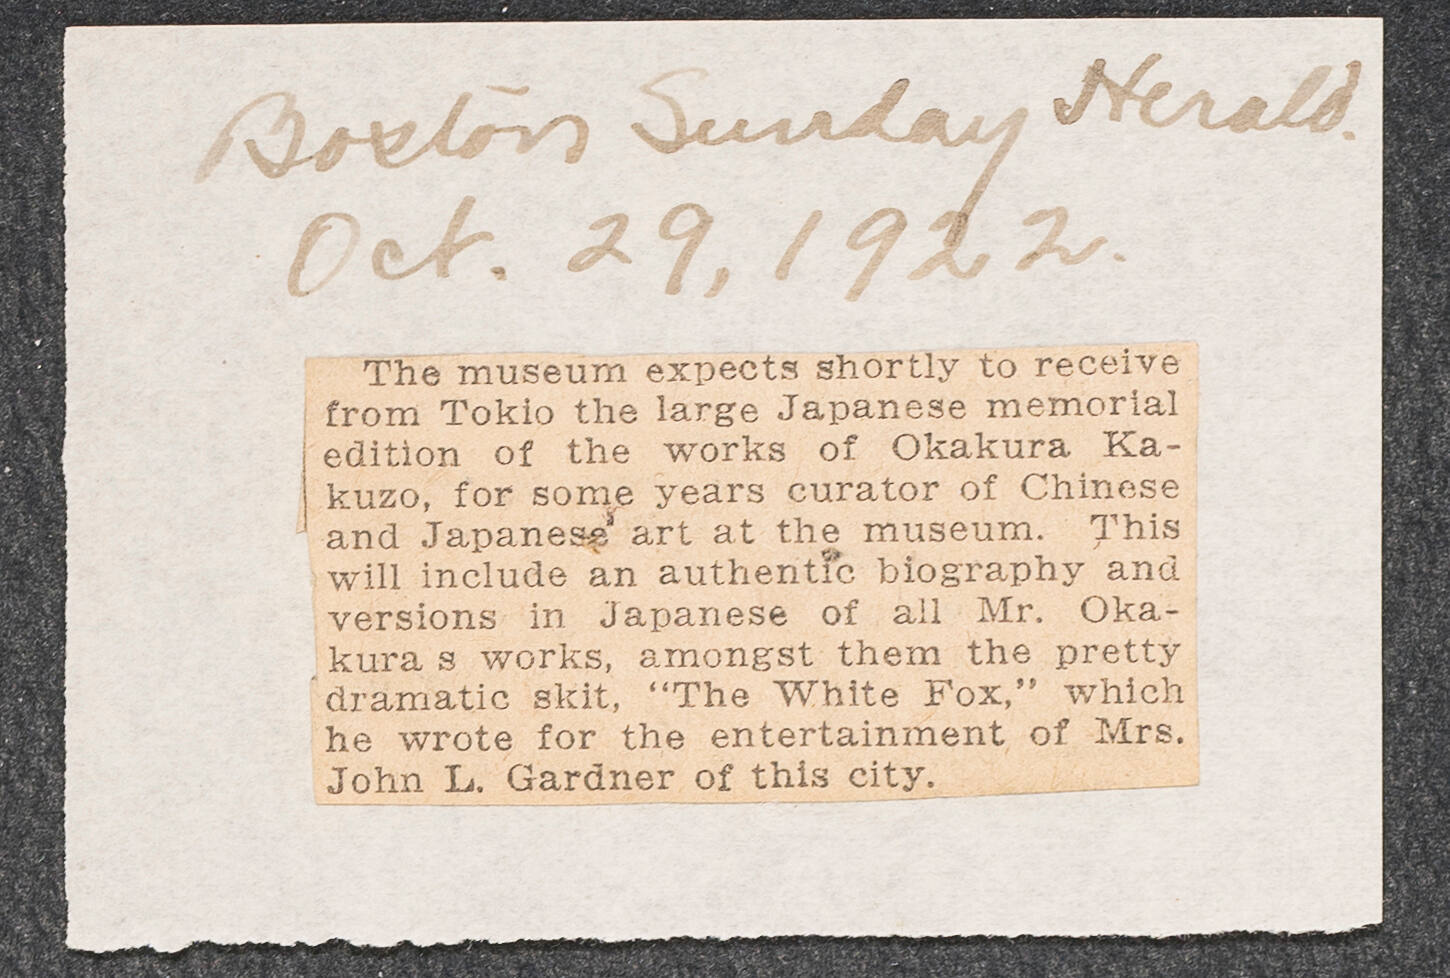 Boston Sunday Herald.
Oct. 29, 1922.
The museum expects shortly to receive
from Tokio the large Japanese memorial
edition of the works of Okakura Ka-
kuzo, for some years curator of Chinese
and Japanese art at the museum. This
will include an authentic biography and
versions in Japanese of all Mr. Oka-
kura s works, amongst them the pretty
dramatic skit, “The White Fox,” which
he wrote for the entertainment of Mrs.
John L. Gardner of this city.